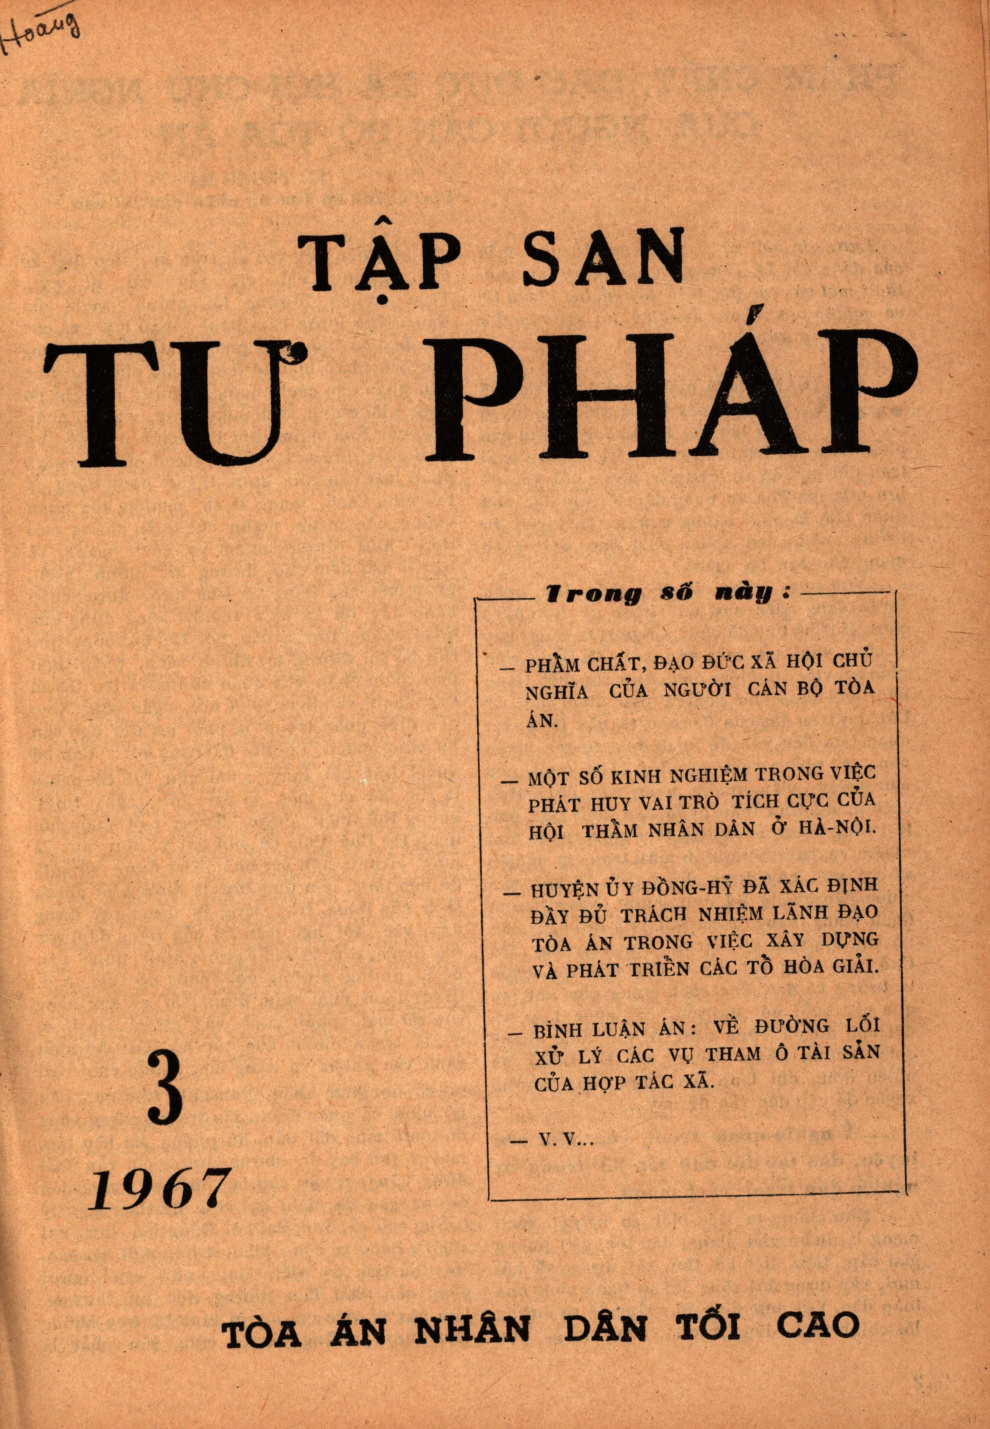 Hoàng
TẬP SAN
TƯ PHÁP
Trong số này :
— PHẨM CHẤT, ĐẠO ĐỨC XÃ HỘI CHỦ
NGHĨA CỦA NGƯỜI CÁN BỘ TÒA
ÁN.
— MỘT SỐ KINH NGHIỆM TRONG VIỆC
PHÁT HUY VAI TRÒ TÍCH CỰC CỦA
HỘI THẨM NHÂN DÂN Ở HÀ-NỘI.
— HUYỆN ỦY ĐỒNG-HỶ ĐÃ XÁC ĐỊNH
ĐẦY ĐỦ TRÁCH NHIỆM LÃNH ĐẠO
TÒA ÁN TRONG VIỆC XÂY DỰNG
VÀ PHÁT TRIỂN CÁC TỔ HÒA GIẢI.
— BÌNH LUẬN ÁN : VỀ ĐƯỜNG LỐI
XỬ LÝ CÁC VỤ THAM Ô TÀI SẢN
CỦA HỢP TÁC XÃ.
— V. V...
3
1967
TÒA ÁN NHÂN DÂN TỐI CAO